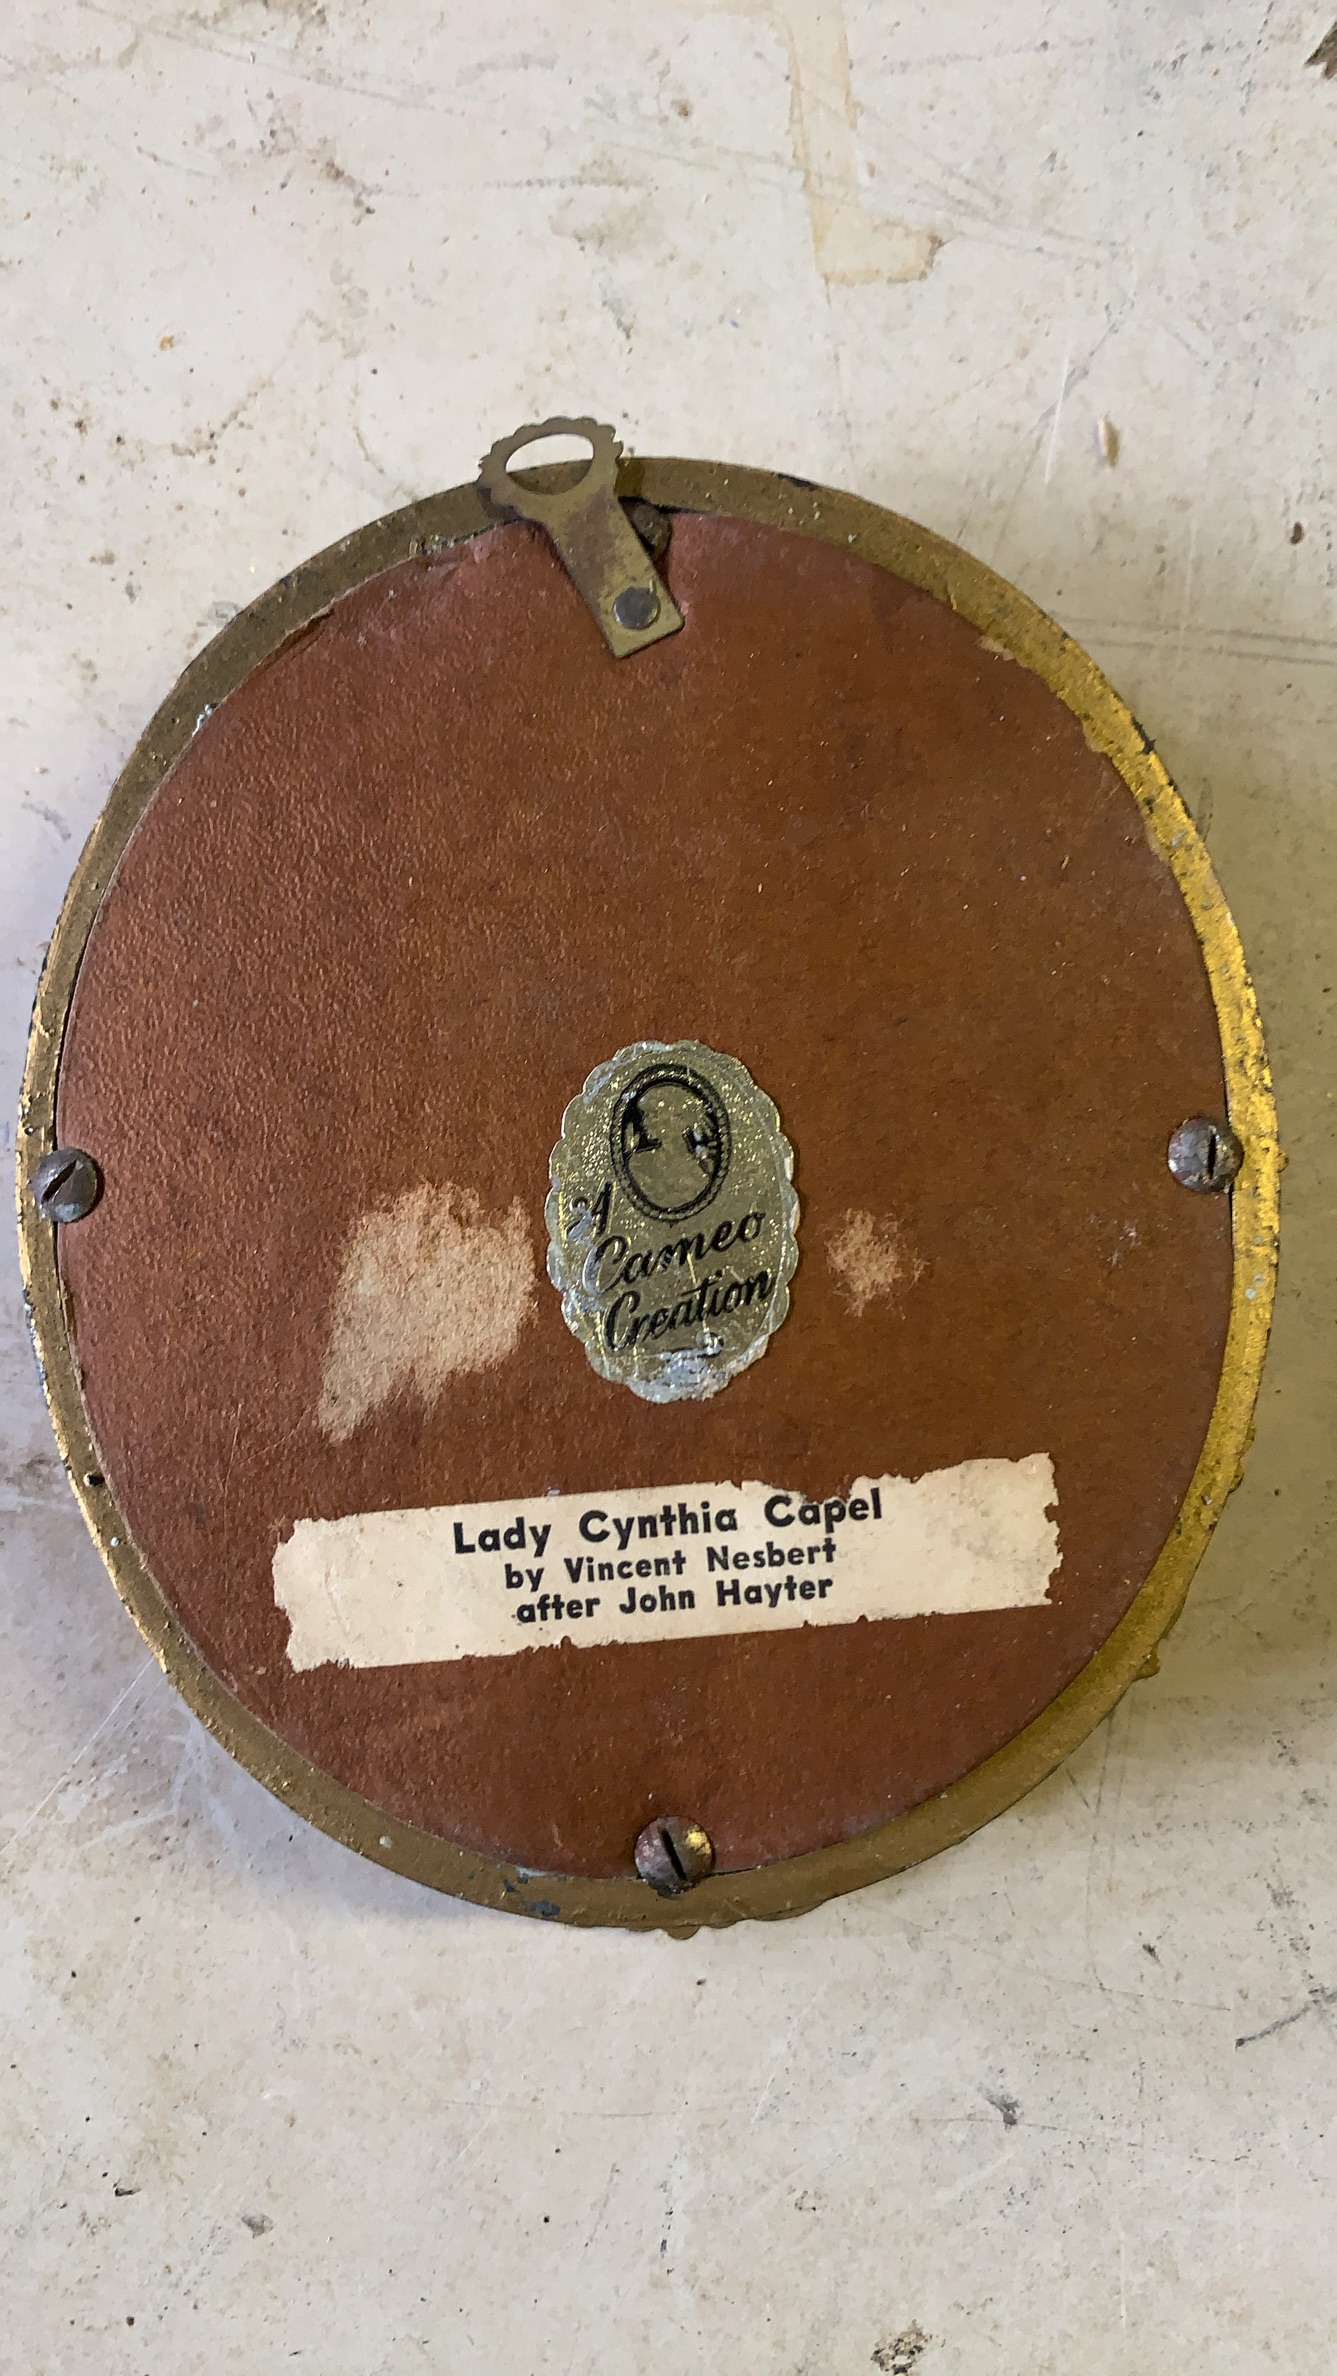 A
Cameo
Creation
Lady Cynthia Capel
by Vincent Nesbert
after John Hayter